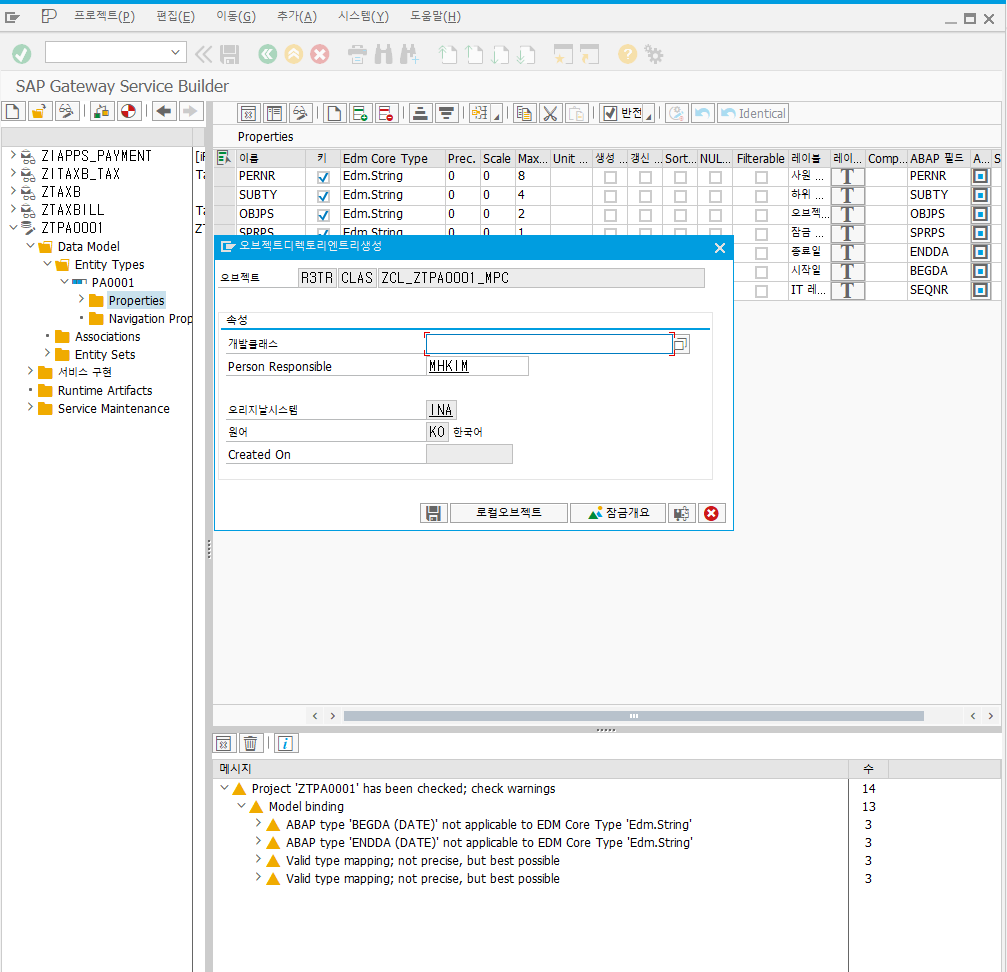 프로젝트(P) 편집(E) 이동(G) 추가(A) 시스템(Y) 도움말(H)
SAP Gateway Service Builder
반전 Identical
Properties
이름 키 Edm Core Type Prec. Scale Max... Unit ... 생성 ... 갱신 ... Sort... NUL... Filterable 레이블 레이... Comp... ABAP 필드 A... S
PERNR Edm.String 0 0 8 사원 ... T PERNR
SUBTY Edm.String 0 0 4 하위 ... T SUBTY
OBJPS Edm.String 0 0 2 오브젝... T OBJPS
SPRPS Edm.String 0 0 1 잠금 ... T SPRPS
종료일 T ENDDA
시작일 T BEGDA
IT 레... T SEQNR
ZIAPPS_PAYMENT [iF
ZITAXB_TAX Ta
ZTAXB
ZTAXBILL Ta
ZTPA0001 ZT
Data Model
Entity Types
PA0001
Properties
Navigation Prop
Associations
Entity Sets
서비스 구현
Runtime Artifacts
Service Maintenance
오브젝트디렉토리엔트리생성
오브젝트 R3TR CLAS ZCL_ZTPA0001_MPC
속성
개발클래스
Person Responsible MHKIM
오리지날시스템 INA
원어 KO 한국어
Created On
로컬오브젝트 잠금개요
메시지 수
Project 'ZTPA0001' has been checked; check warnings 14
Model binding 13
ABAP type 'BEGDA (DATE)' not applicable to EDM Core Type 'Edm.String' 3
ABAP type 'ENDDA (DATE)' not applicable to EDM Core Type 'Edm.String' 3
Valid type mapping; not precise, but best possible 3
Valid type mapping; not precise, but best possible 3